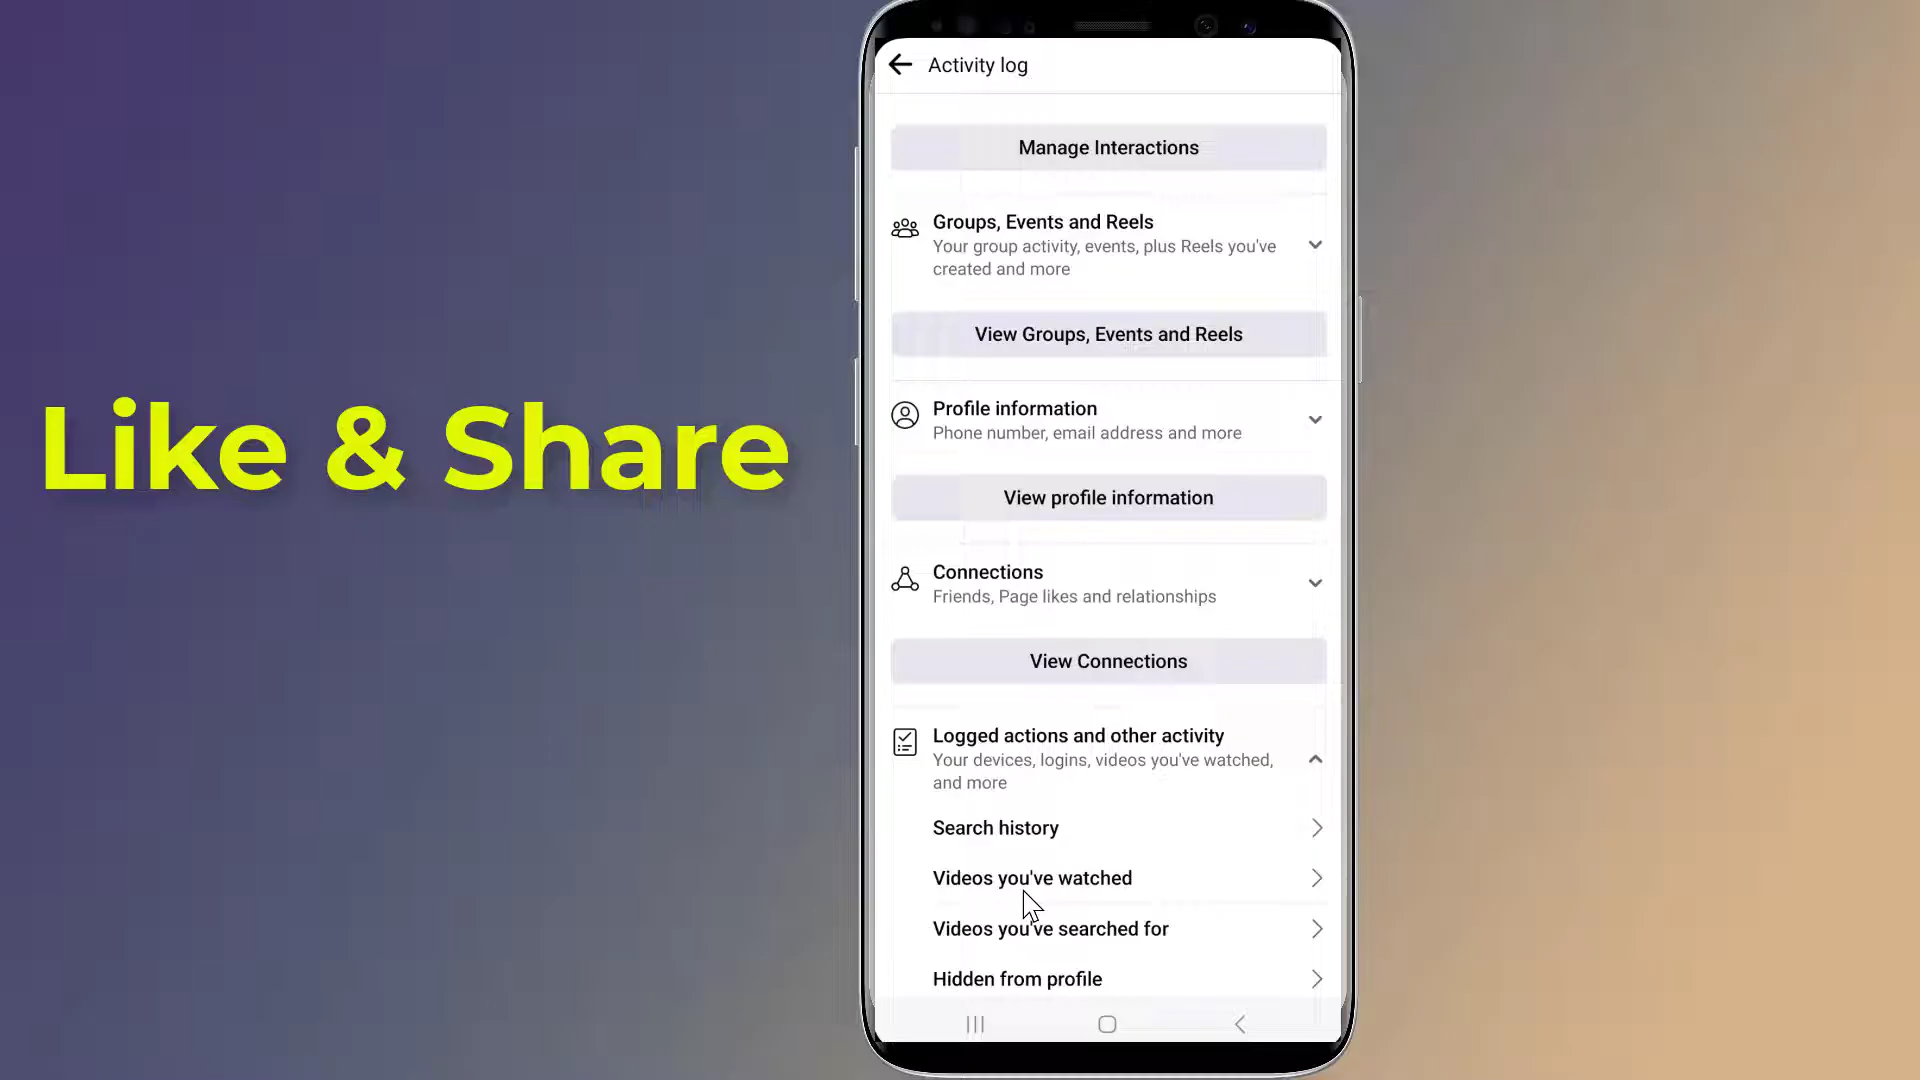 Like & Share
Activity log
Manage Interactions
Groups, Events and Reels
Your group activity, events, plus Reels you've
created and more
View Groups, Events and Reels
Profile information
Phone number, email address and more
View profile information
Connections
Friends, Page likes and relationships
View Connections
Logged actions and other activity
Your devices, logins, videos you've watched,
and more
Search history
Videos you've watched
Videos you've searched for
Hidden from profile